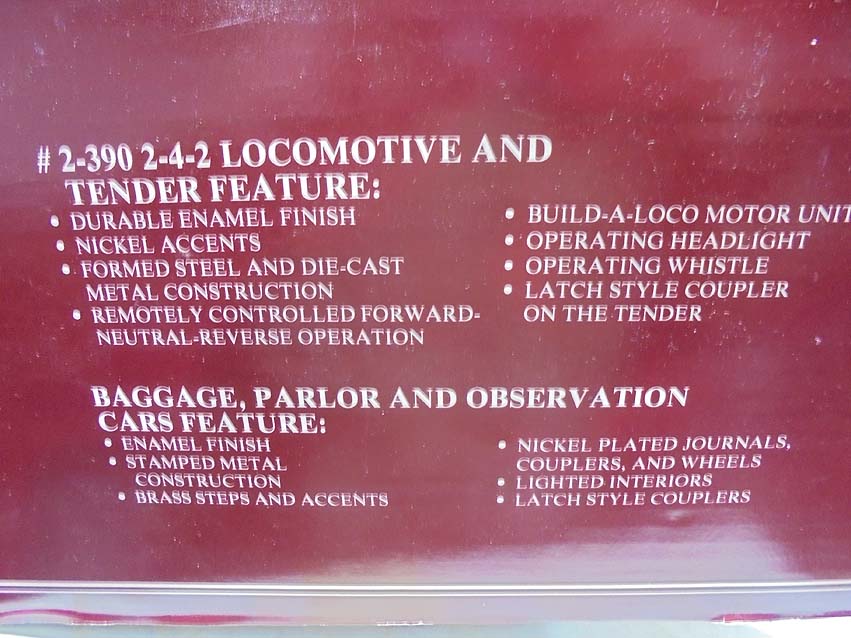 # 2-390 2-4-2 LOCOMOTIVE AND
TENDER FEATURE:
• DURABLE ENAMEL FINISH
• NICKEL ACCENTS
• FORMED STEEL AND DIE-CAST
METAL CONSTRUCTION
• REMOTELY CONTROLLED FORWARD-
NEUTRAL-REVERSE OPERATION
• BUILD-A-LOCO MOTOR UNIT
• OPERATING HEADLIGHT
• OPERATING WHISTLE
• LATCH STYLE COUPLER
ON THE TENDER
BAGGAGE, PARLOR AND OBSERVATION
CARS FEATURE:
• ENAMEL FINISH
• STAMPED METAL
CONSTRUCTION
• BRASS STEPS AND ACCENTS
• NICKEL PLATED JOURNALS,
COUPLERS, AND WHEELS
• LIGHTED INTERIORS
• LATCH STYLE COUPLERS